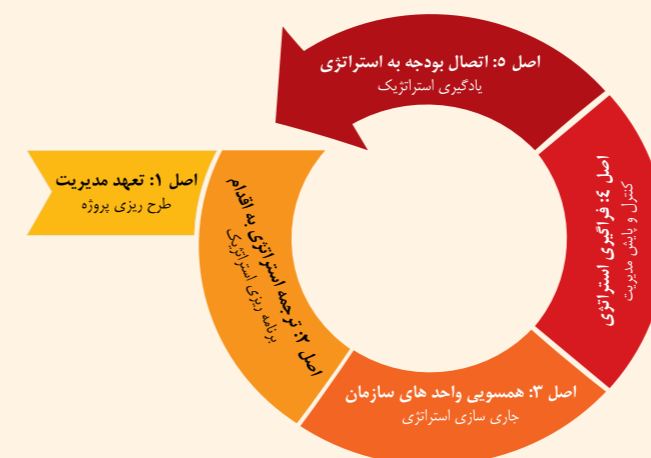 اصل ۱: تعهد مدیریت
طرح ریزی پروژه
اصل ۲: ترجمه استراتژی به اقدام
برنامه ریزی استراتژیک
اصل ۳: همسویی واحد های سازمان
جاری سازی استراتژی
اصل ٤: فراگیری استراتژی
کنترل و پایش مدیریت
اصل ٥: اتصال بودجه به استراتژی
یادگیری استراتژیک